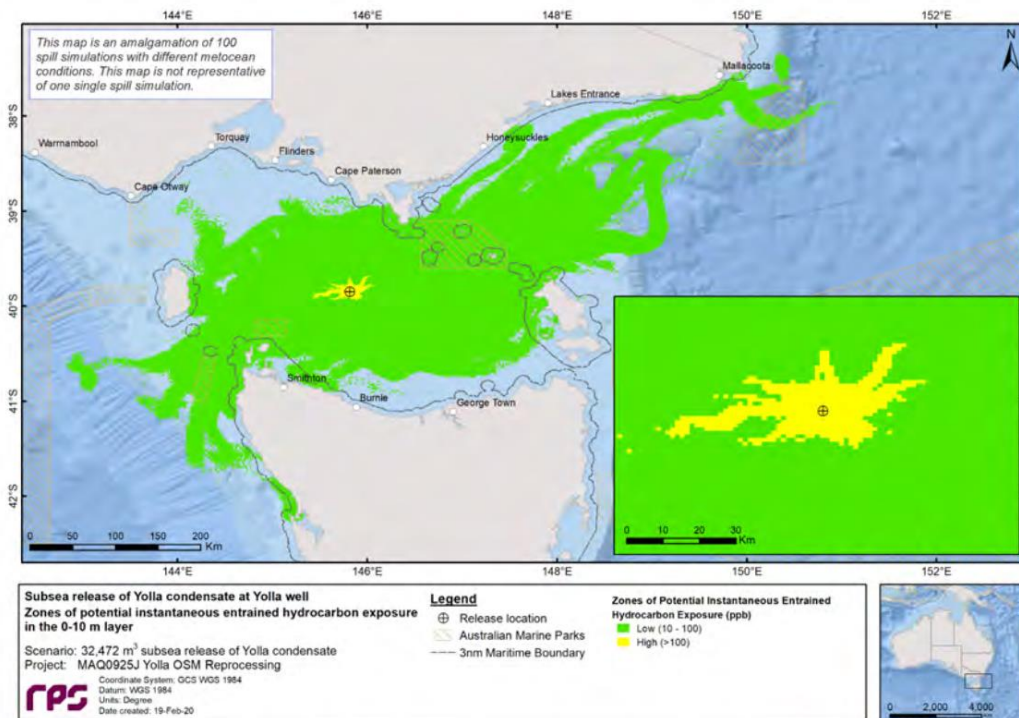 144°E
146°E
148°E
150°E
152°E
This map is an amalgamation of 100
spill simulations with different metocean
conditions. This map is not representative
of one single spill simulation.
N
Mallacoota
Lakes Entrance
38°S
Warrnambool
Torquay
Flinders
Honeysuckles
Cape Paterson
Cape Otway
39°S
40°S
Smithton
41°S
Burnie
George Town
42°S
0 50 100 150 200
Km
0 10 20 30
Km
144°E
146°E
148°E
150°E
152°E
Subsea release of Yolla condensate at Yolla well
Zones of potential instantaneous entrained hydrocarbon exposure
in the 0-10 m layer
Scenario: 32,472 m³ subsea release of Yolla condensate
Project: MAQ0925J Yolla OSM Reprocessing
rps
Coordinate System: GCS WGS 1984
Datum: WGS 1984
Units: Degree
Date created: 19-Feb-20
Legend
Release location
Australian Marine Parks
3nm Maritime Boundary
Zones of Potential Instantaneous Entrained
Hydrocarbon Exposure (ppb)
Low (10 - 100)
High (>100)
0 2,000 4,000